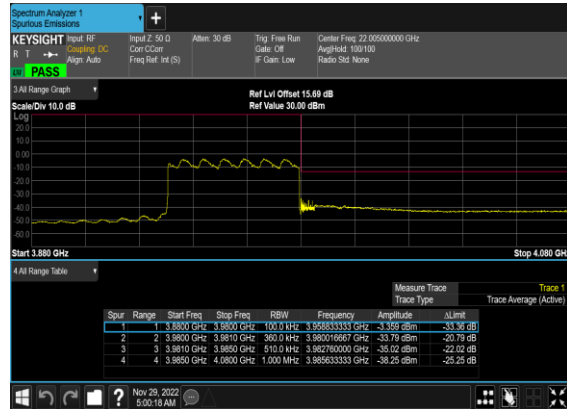 Spectrum Analyzer 1
Spurious Emissions
KEYSIGHT Input: RF Input Z: 50 Ω Atten: 30 dB Trig: Free Run Center Freq: 22.005000000 GHz
R T Coupling: DC Corr CCorr Gate: Off Avg|Hold: 100/100
Align: Auto Freq Ref: Int (S) IF Gain: Low Radio Std: None
PASS
3 All Range Graph
Ref Lvl Offset 15.69 dB
Scale/Div 10.0 dB Ref Value 30.00 dBm
Log
20.0
10.0
0.00
-10.0
-20.0
-30.0
-40.0
-50.0
-60.0
Start 3.880 GHz Stop 4.080 GHz
4 All Range Table
Measure Trace Trace 1
Trace Type Trace Average (Active)
Spur Range Start Freq Stop Freq RBW Frequency Amplitude ΔLimit
1 1 3.8800 GHz 3.9800 GHz 100.0 kHz 3.958833333 GHz -3.359 dBm -33.36 dB
2 2 3.9800 GHz 3.9810 GHz 360.0 kHz 3.980016667 GHz -33.79 dBm -20.79 dB
3 3 3.9810 GHz 3.9850 GHz 510.0 kHz 3.982760000 GHz -35.02 dBm -22.02 dB
4 4 3.9850 GHz 4.0800 GHz 1.000 MHz 3.985633333 GHz -38.25 dBm -25.25 dB
Nov 29, 2022
5:00:18 AM